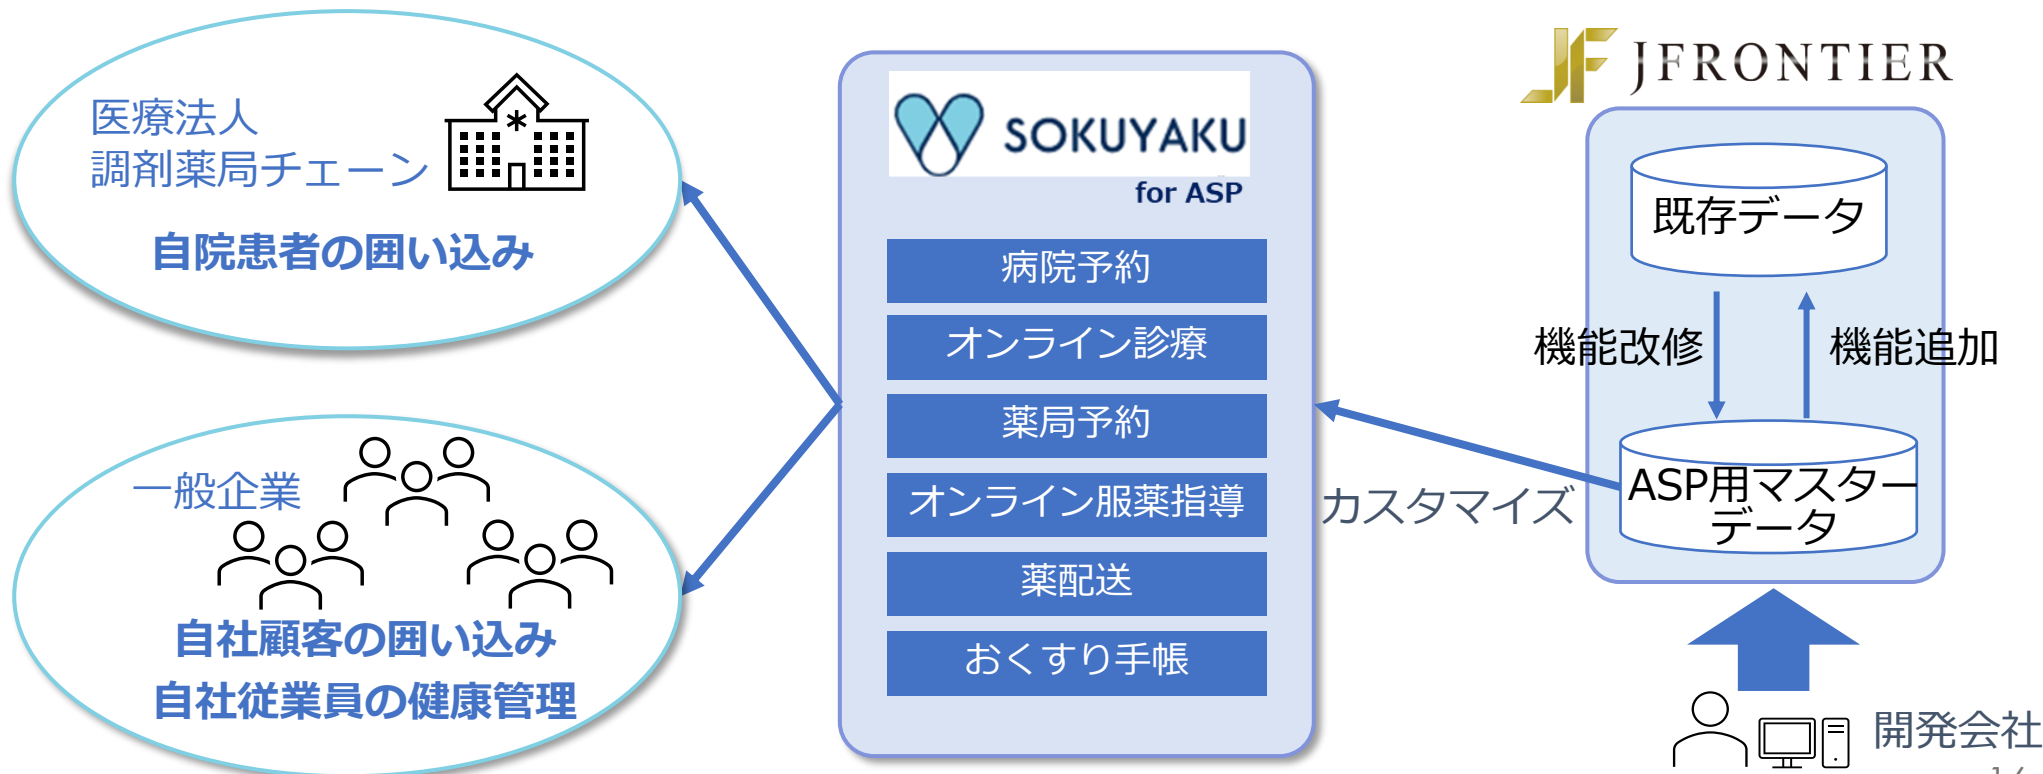 医療法人
調剤薬局チェーン
自院患者の囲い込み
一般企業
自社顧客の囲い込み
自社従業員の健康管理
SOKUYAKU
for ASP
病院予約
オンライン診療
薬局予約
オンライン服薬指導
薬配送
おくすり手帳
カスタマイズ
JFRONTIER
既存データ
機能改修
機能追加
ASP用マスター
データ
開発会社